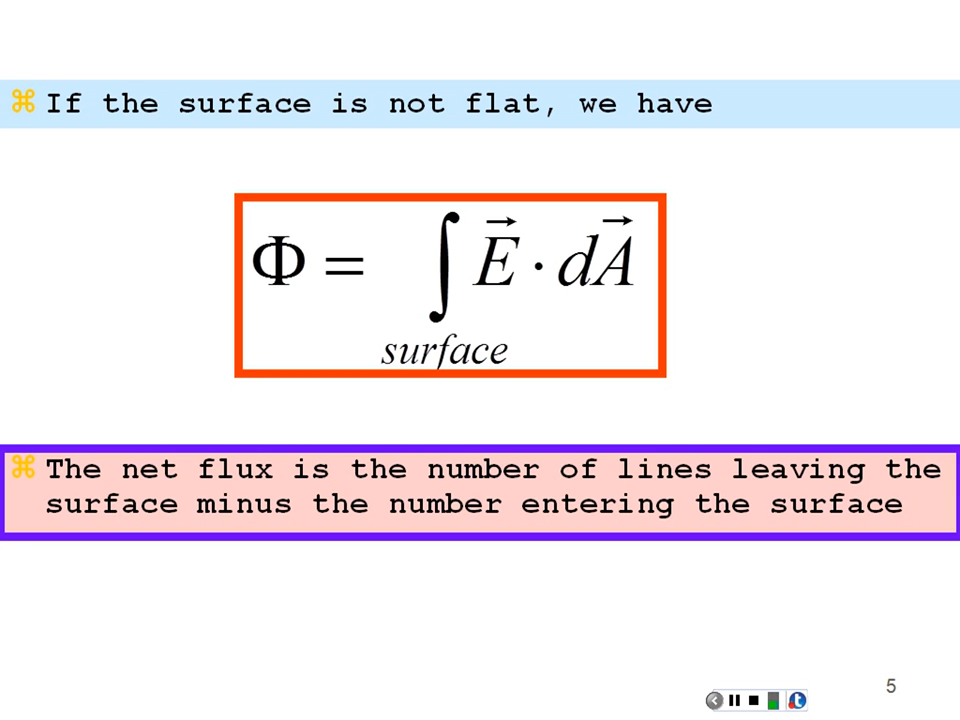 ⌘ If the surface is not flat, we have
Φ = ∫ E⃗ · dA⃗
surface
⌘ The net flux is the number of lines leaving the
surface minus the number entering the surface
5